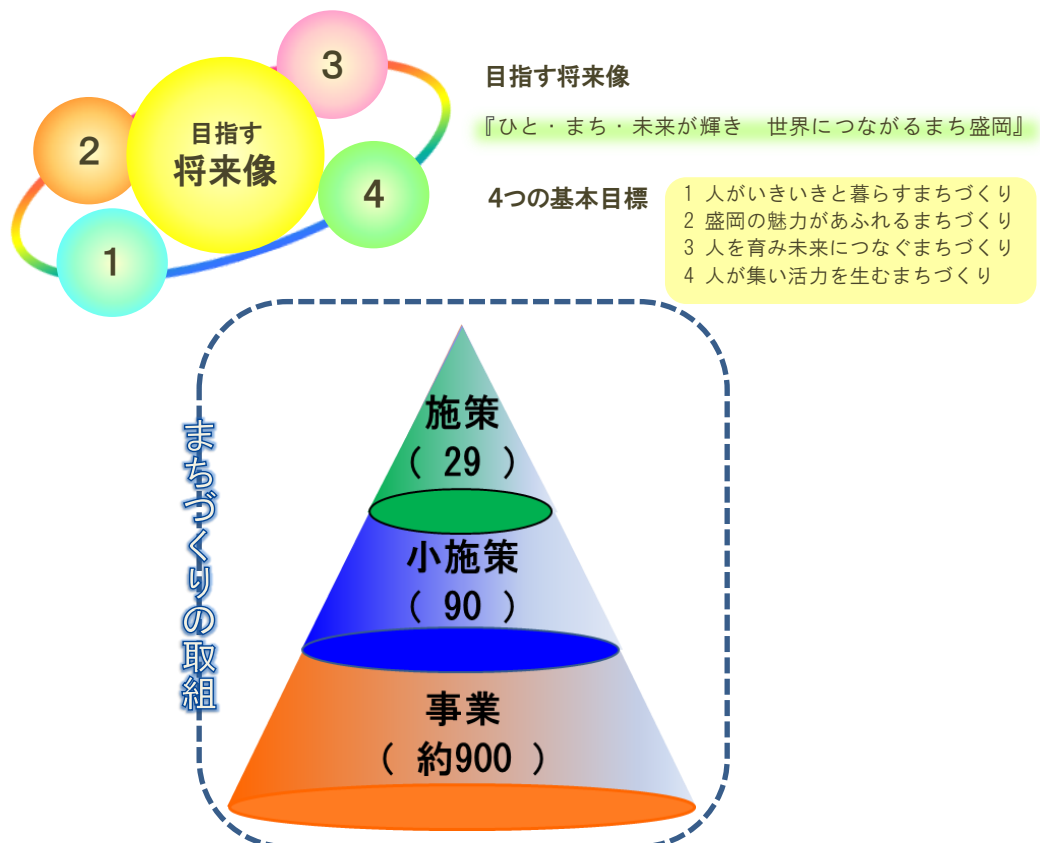 3
2
目指す
将来像
4
1
目指す将来像
『ひと・まち・未来が輝き　世界につながるまち盛岡』
4つの基本目標
1 人がいきいきと暮らすまちづくり
2 盛岡の魅力があふれるまちづくり
3 人を育み未来につなぐまちづくり
4 人が集い活力を生むまちづくり
まちづくりの取組
施策
（ 29 ）
小施策
（ 90 ）
事業
（ 約900 ）